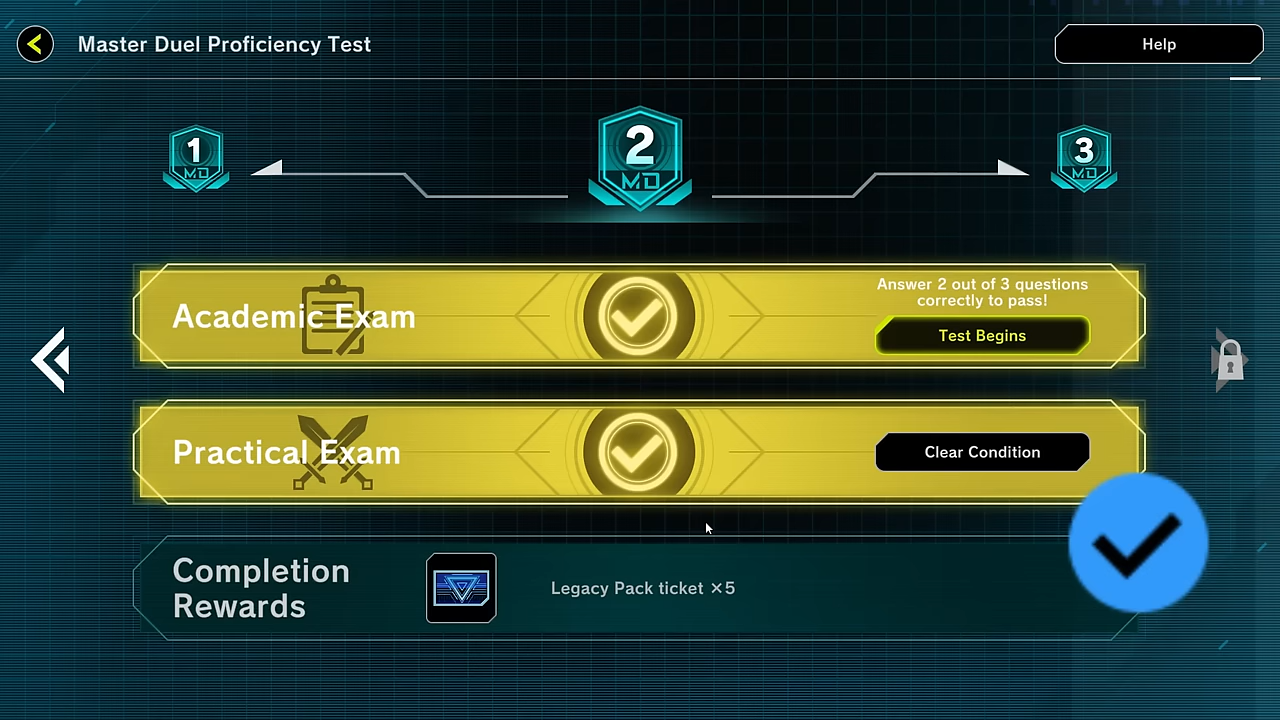 Master Duel Proficiency Test
Help
1
MD
2
MD
3
MD
Academic Exam
Answer 2 out of 3 questions
correctly to pass!
Test Begins
Practical Exam
Clear Condition
Completion
Rewards
Legacy Pack ticket ×5